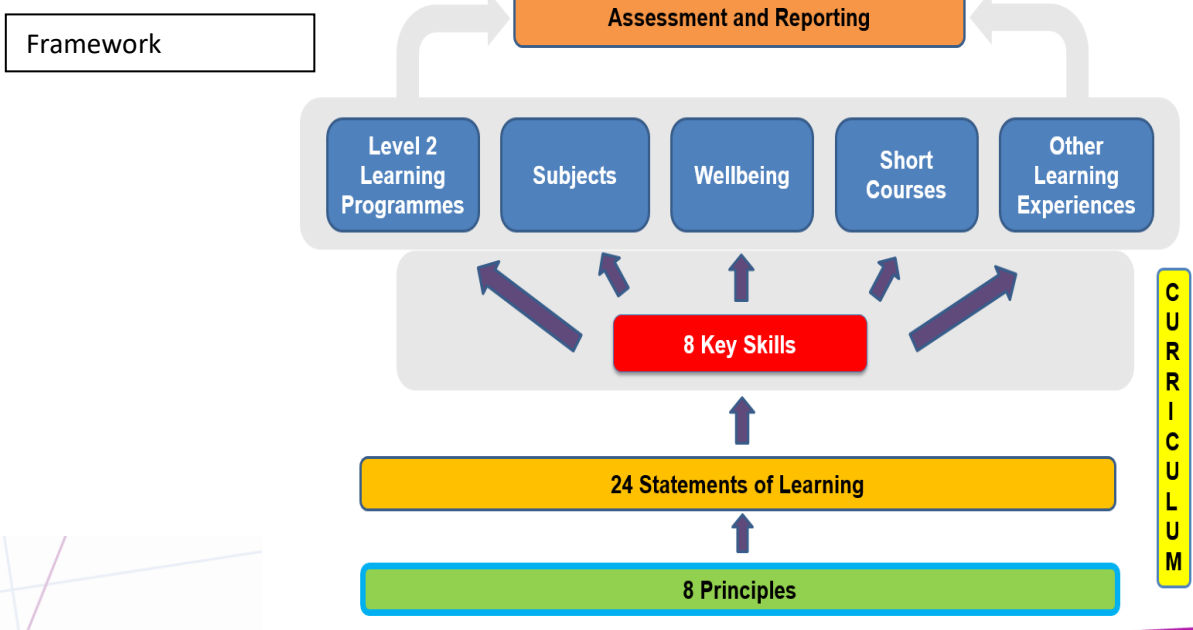 Assessment and Reporting
Framework
Level 2
Learning
Programmes
Subjects
Wellbeing
Short
Courses
Other
Learning
Experiences
8 Key Skills
24 Statements of Learning
8 Principles
C
U
R
R
I
C
U
L
U
M